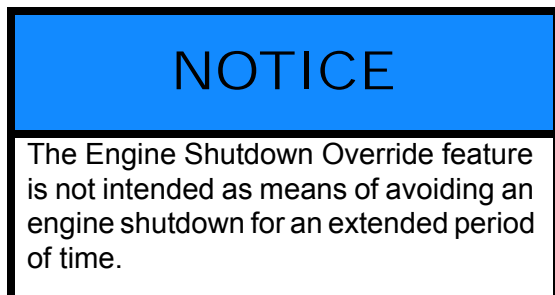 NOTICE
The Engine Shutdown Override feature
is not intended as means of avoiding an
engine shutdown for an extended period
of time.